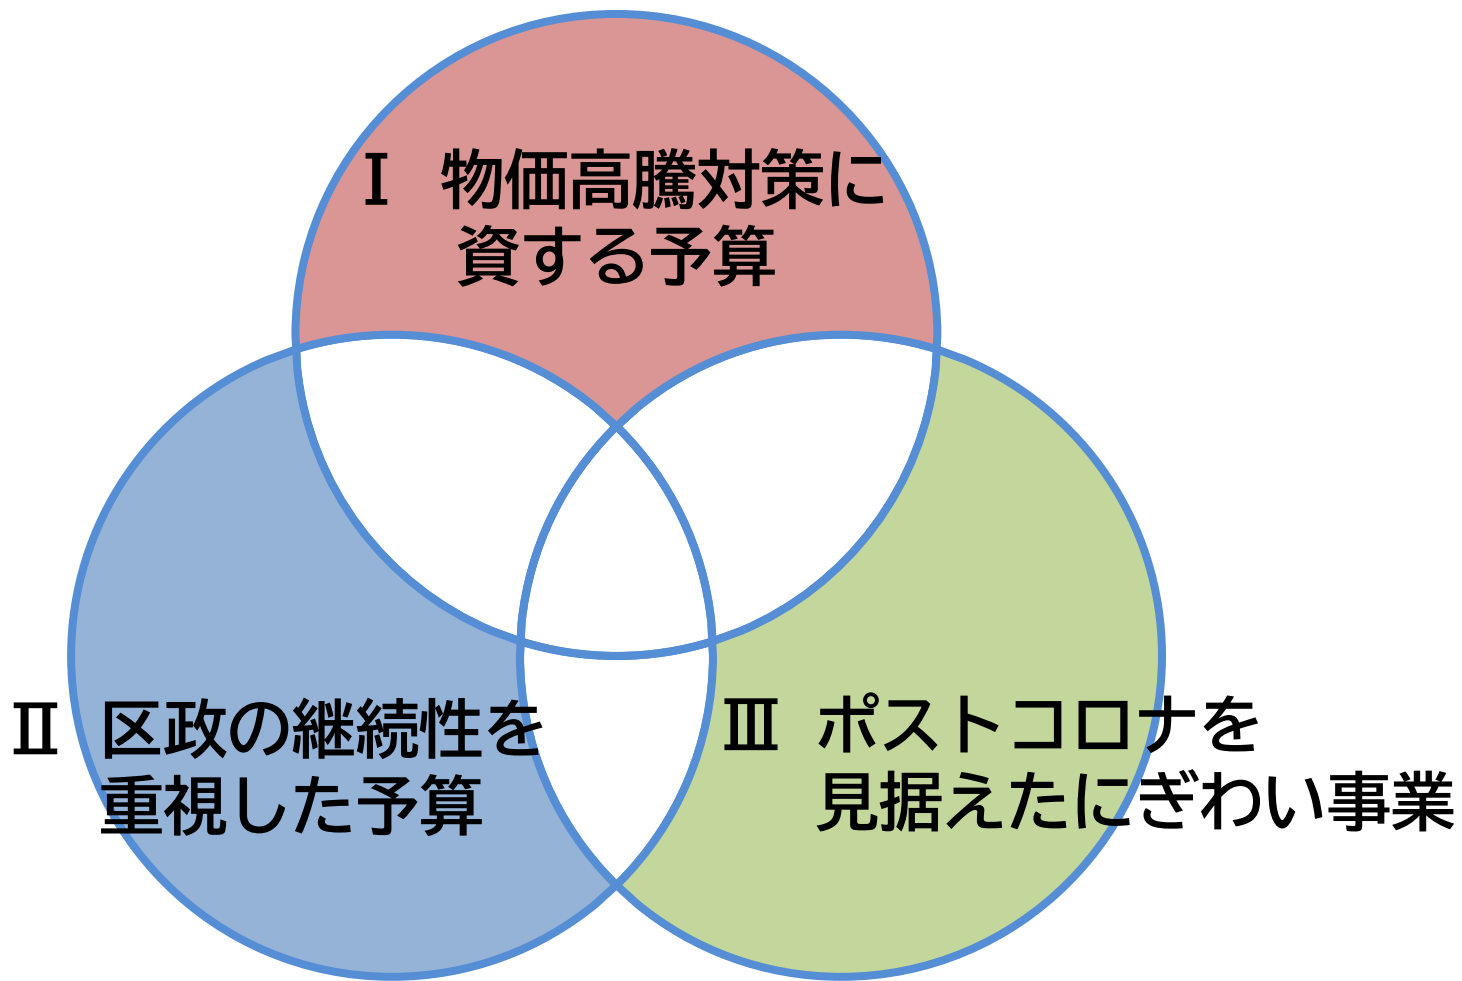 Ⅰ 物価高騰対策に
資する予算
Ⅱ 区政の継続性を
重視した予算
Ⅲ ポストコロナを
見据えたにぎわい事業